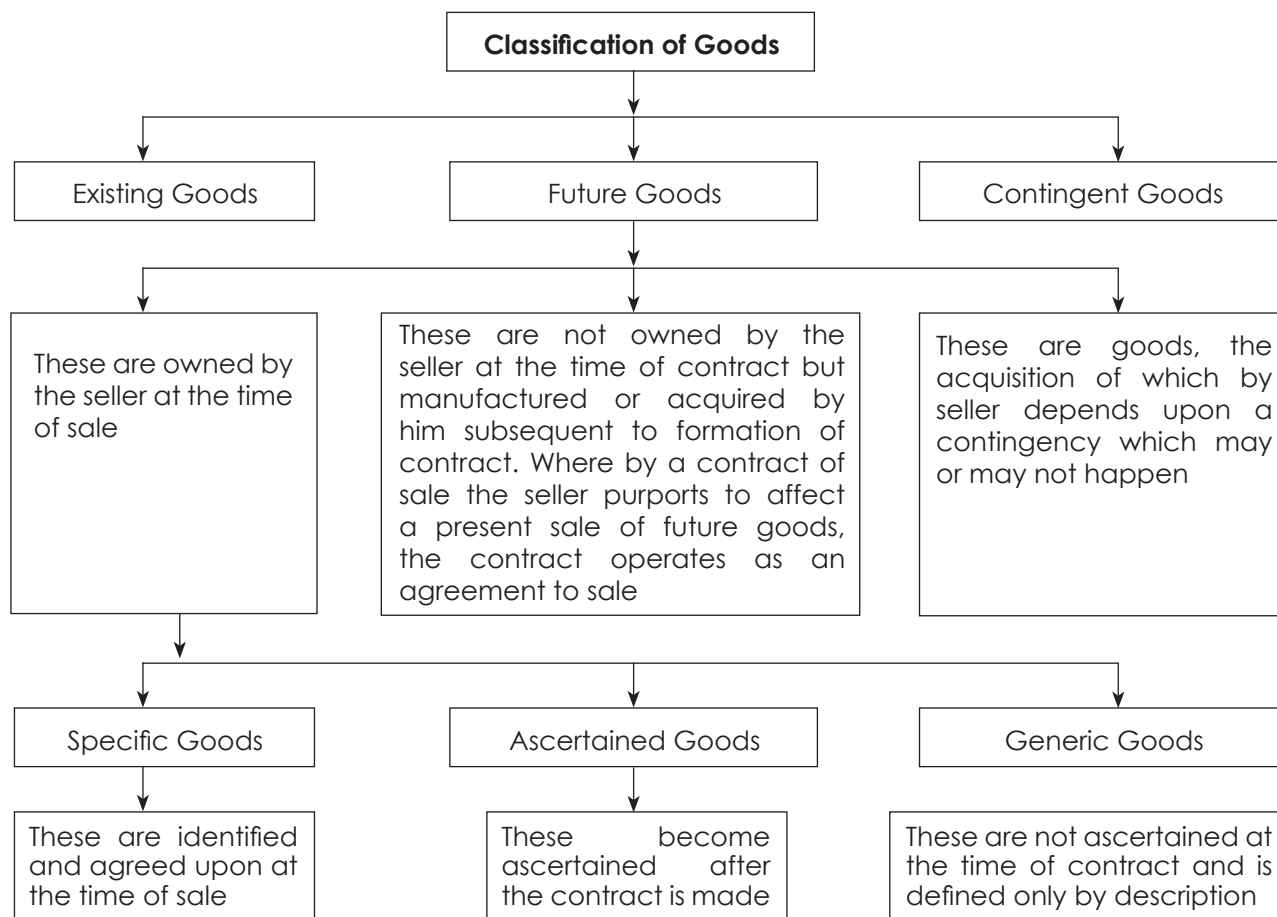 Classification of Goods
Existing Goods
Future Goods
Contingent Goods
These are owned by
the seller at the time
of sale
These are not owned by the
seller at the time of contract but
manufactured or acquired by
him subsequent to formation of
contract. Where by a contract of
sale the seller purports to affect
a present sale of future goods,
the contract operates as an
agreement to sale
These are goods, the
acquisition of which by
seller depends upon a
contingency which may
or may not happen
Specific Goods
Ascertained Goods
Generic Goods
These are identified
and agreed upon at
the time of sale
These become
ascertained after
the contract is made
These are not ascertained at
the time of contract and is
defined only by description